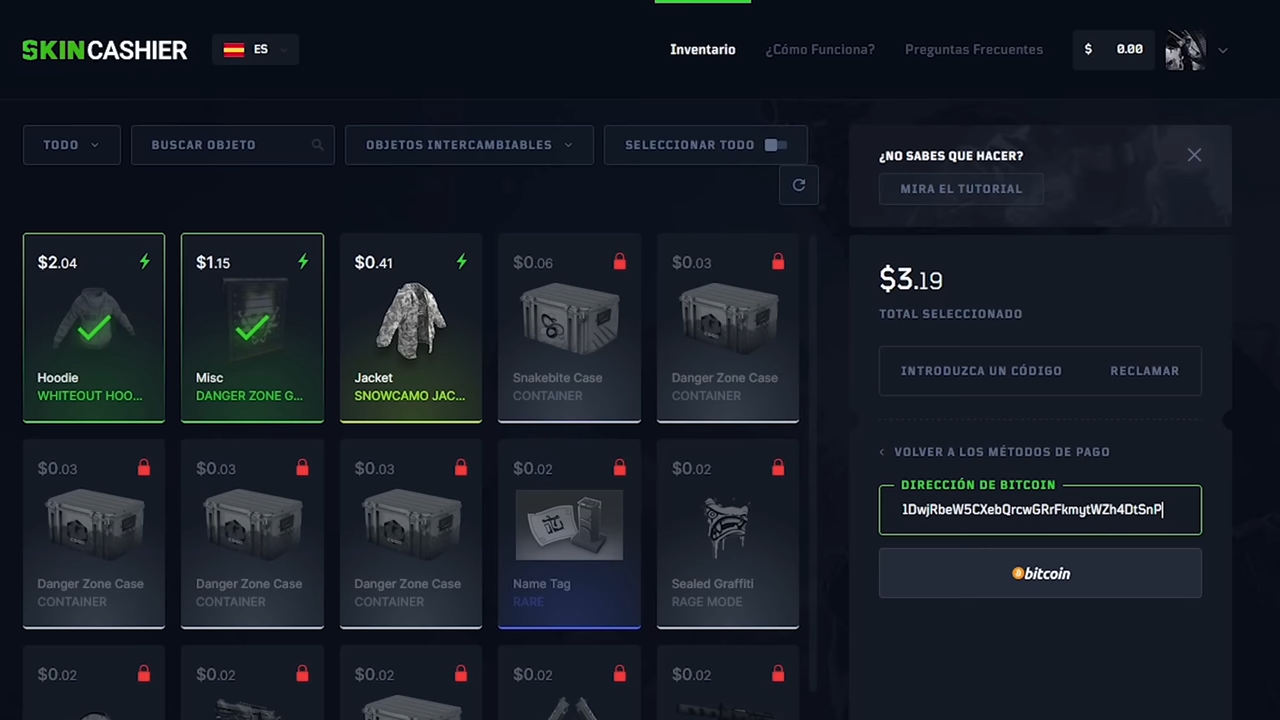 SKINCASHIER
ES
Inventario
¿Cómo Funciona?
Preguntas Frecuentes
$ 0.00
TODO
BUSCAR OBJETO
OBJETOS INTERCAMBIABLES
SELECCIONAR TODO
¿NO SABES QUE HACER?
MIRA EL TUTORIAL
$2.04
Hoodie
WHITEOUT HOO...
$1.15
Misc
DANGER ZONE G...
$0.41
Jacket
SNOWCAMO JAC...
$0.06
Snakebite Case
CONTAINER
$0.03
Danger Zone Case
CONTAINER
$0.03
Danger Zone Case
CONTAINER
$0.03
Danger Zone Case
CONTAINER
$0.03
Danger Zone Case
CONTAINER
$0.02
Name Tag
RARE
$0.02
Sealed Graffiti
RAGE MODE
$0.02
$0.02
$0.02
$0.02
$0.02
$3.19
TOTAL SELECCIONADO
INTRODUZCA UN CÓDIGO
RECLAMAR
VOLVER A LOS MÉTODOS DE PAGO
DIRECCIÓN DE BITCOIN
1DwjRbeW5CXebQrcwGRrFkmytWZh4DtSnP
bitcoin